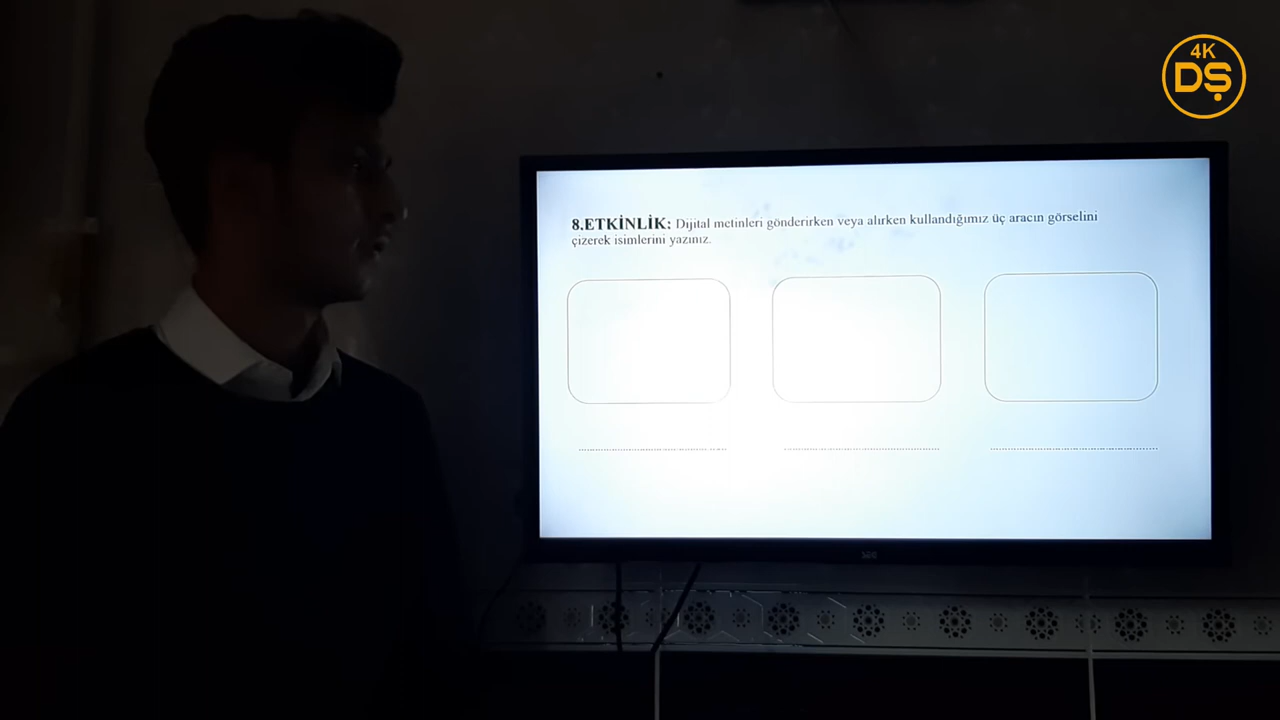 4K
DŞ
8.ETKİNLİK: Dijital metinleri gönderirken veya alırken kullandığımız üç aracın görselini
çizerek isimlerini yazınız.